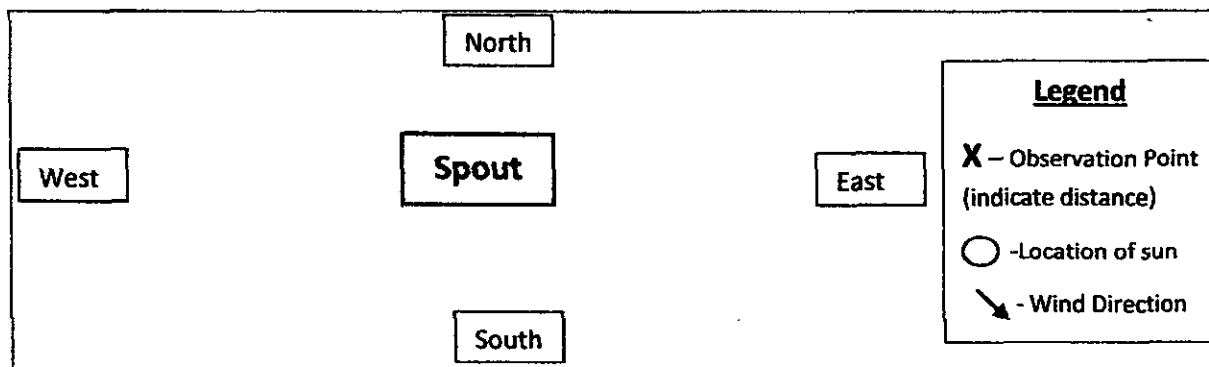 North
West
Spout
East
South
Legend
X – Observation Point
(indicate distance)
-Location of sun
- Wind Direction